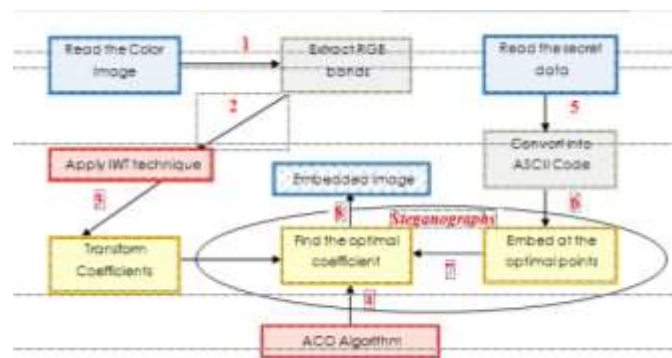 Read the Color
Image
1
Extract RGB
bands
Read the secret
data
2
5
Apply IWT technique
Convert into
ASCII Code
3
Embedded Image
6
8
Steganographs
Transform
Coefficients
Find the optimal
coefficient
7
Embed at the
optimal points
4
ACO Algorithm